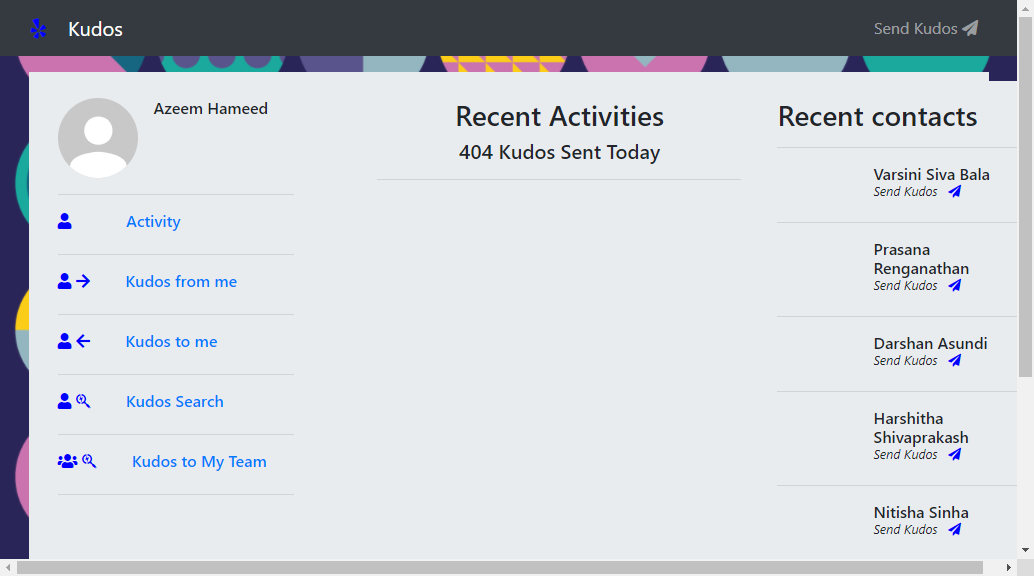 Kudos
Send Kudos
Azeem Hameed
Activity
Kudos from me
Kudos to me
Kudos Search
Kudos to My Team
Recent Activities
404 Kudos Sent Today
Recent contacts
Varsini Siva Bala
Send Kudos
Prasana
Renganathan
Send Kudos
Darshan Asundi
Send Kudos
Harshitha
Shivaprakash
Send Kudos
Nitisha Sinha
Send Kudos